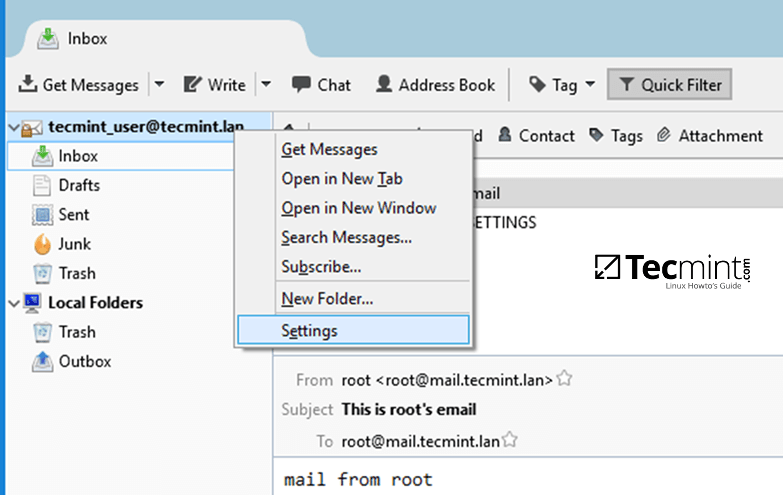 Inbox
Get Messages Write Chat Address Book Tag Quick Filter
tecmint_user@tecmint.lan
Contact Tags Attachment
Inbox
Drafts
Sent
Junk
Trash
Local Folders
Trash
Outbox
Get Messages
Open in New Tab
Open in New Window
Search Messages...
Subscribe...
New Folder...
Settings
mail
ETTINGS
Tecmint.com
Linux Howto's Guide
From root <root@mail.tecmint.lan>
Subject This is root's email
To root@mail.tecmint.lan
mail from root